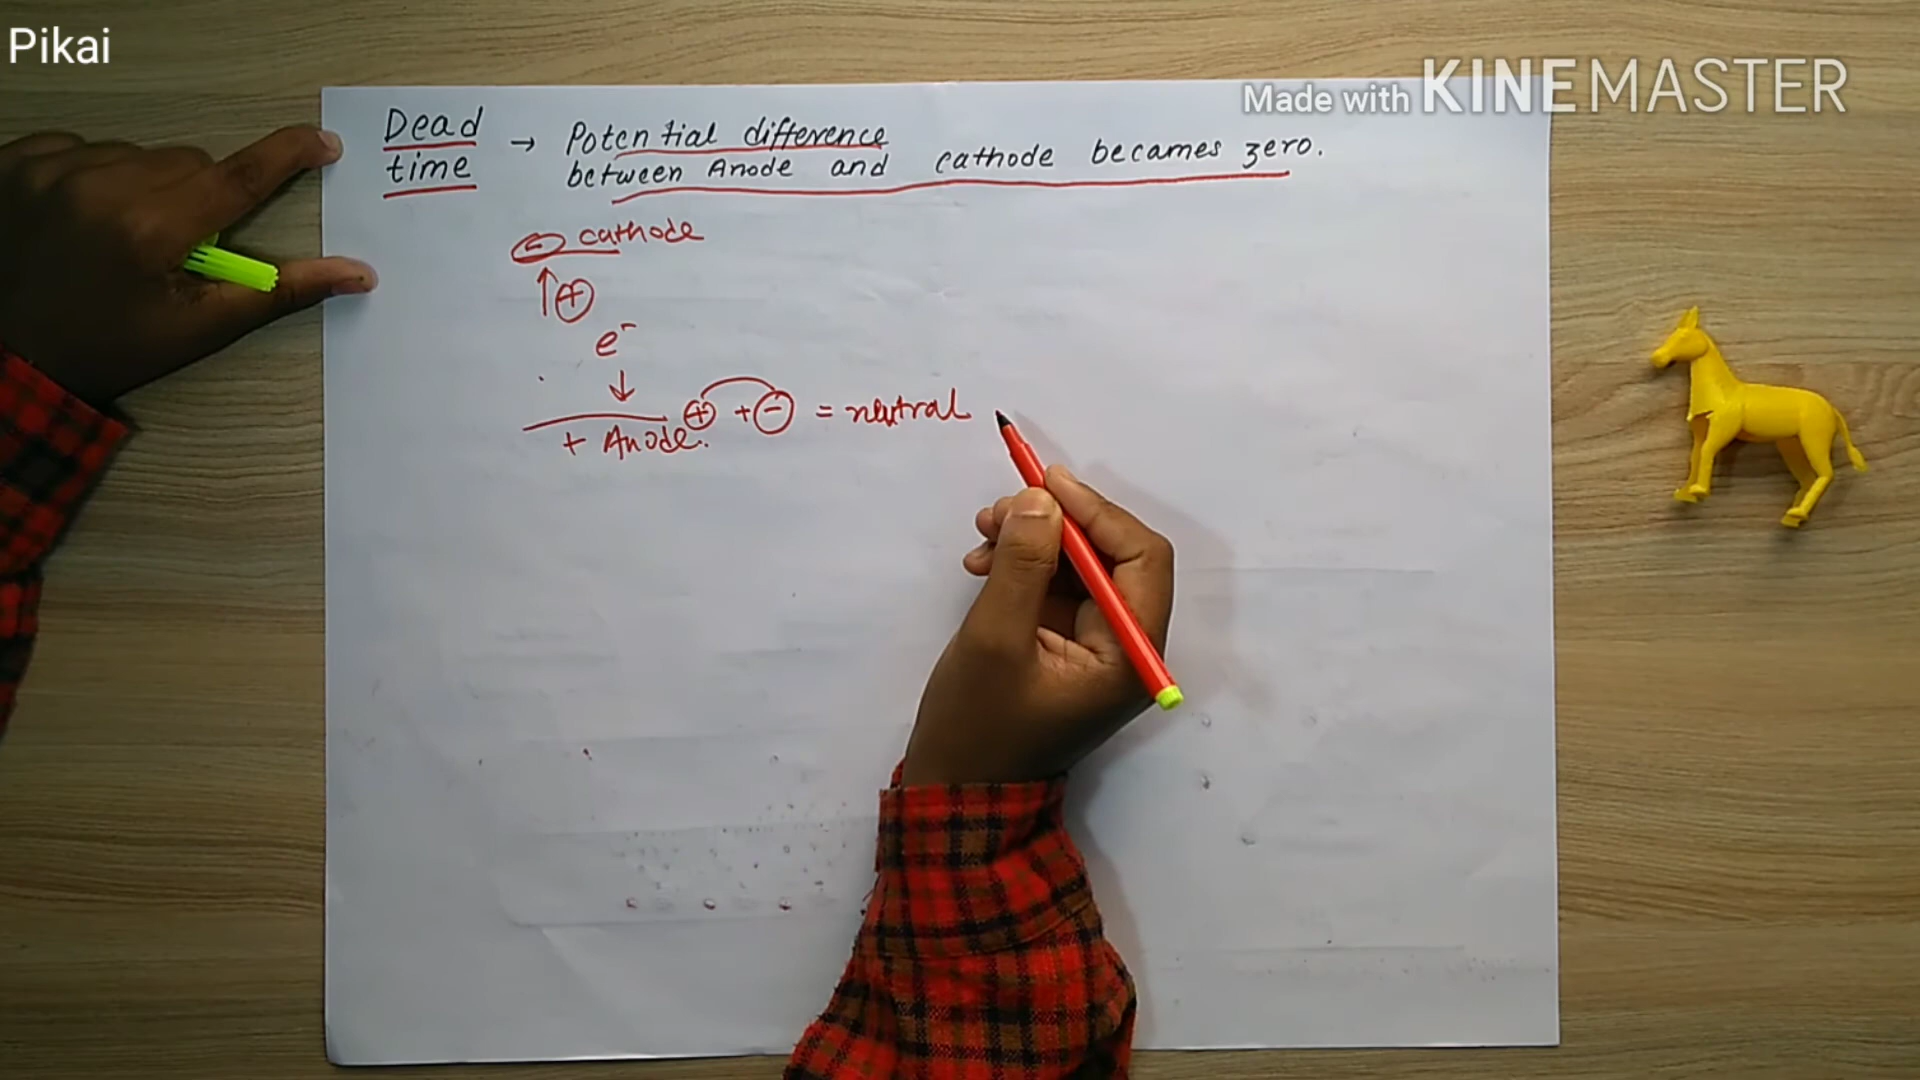 Pikai
Made with KINEMASTER
Dead time → Potential difference
between Anode and cathode becames zero.
⊖ cathode
↑⊕
e⁻
↓
⊕ + ⊖ = neutral
+ Anode.